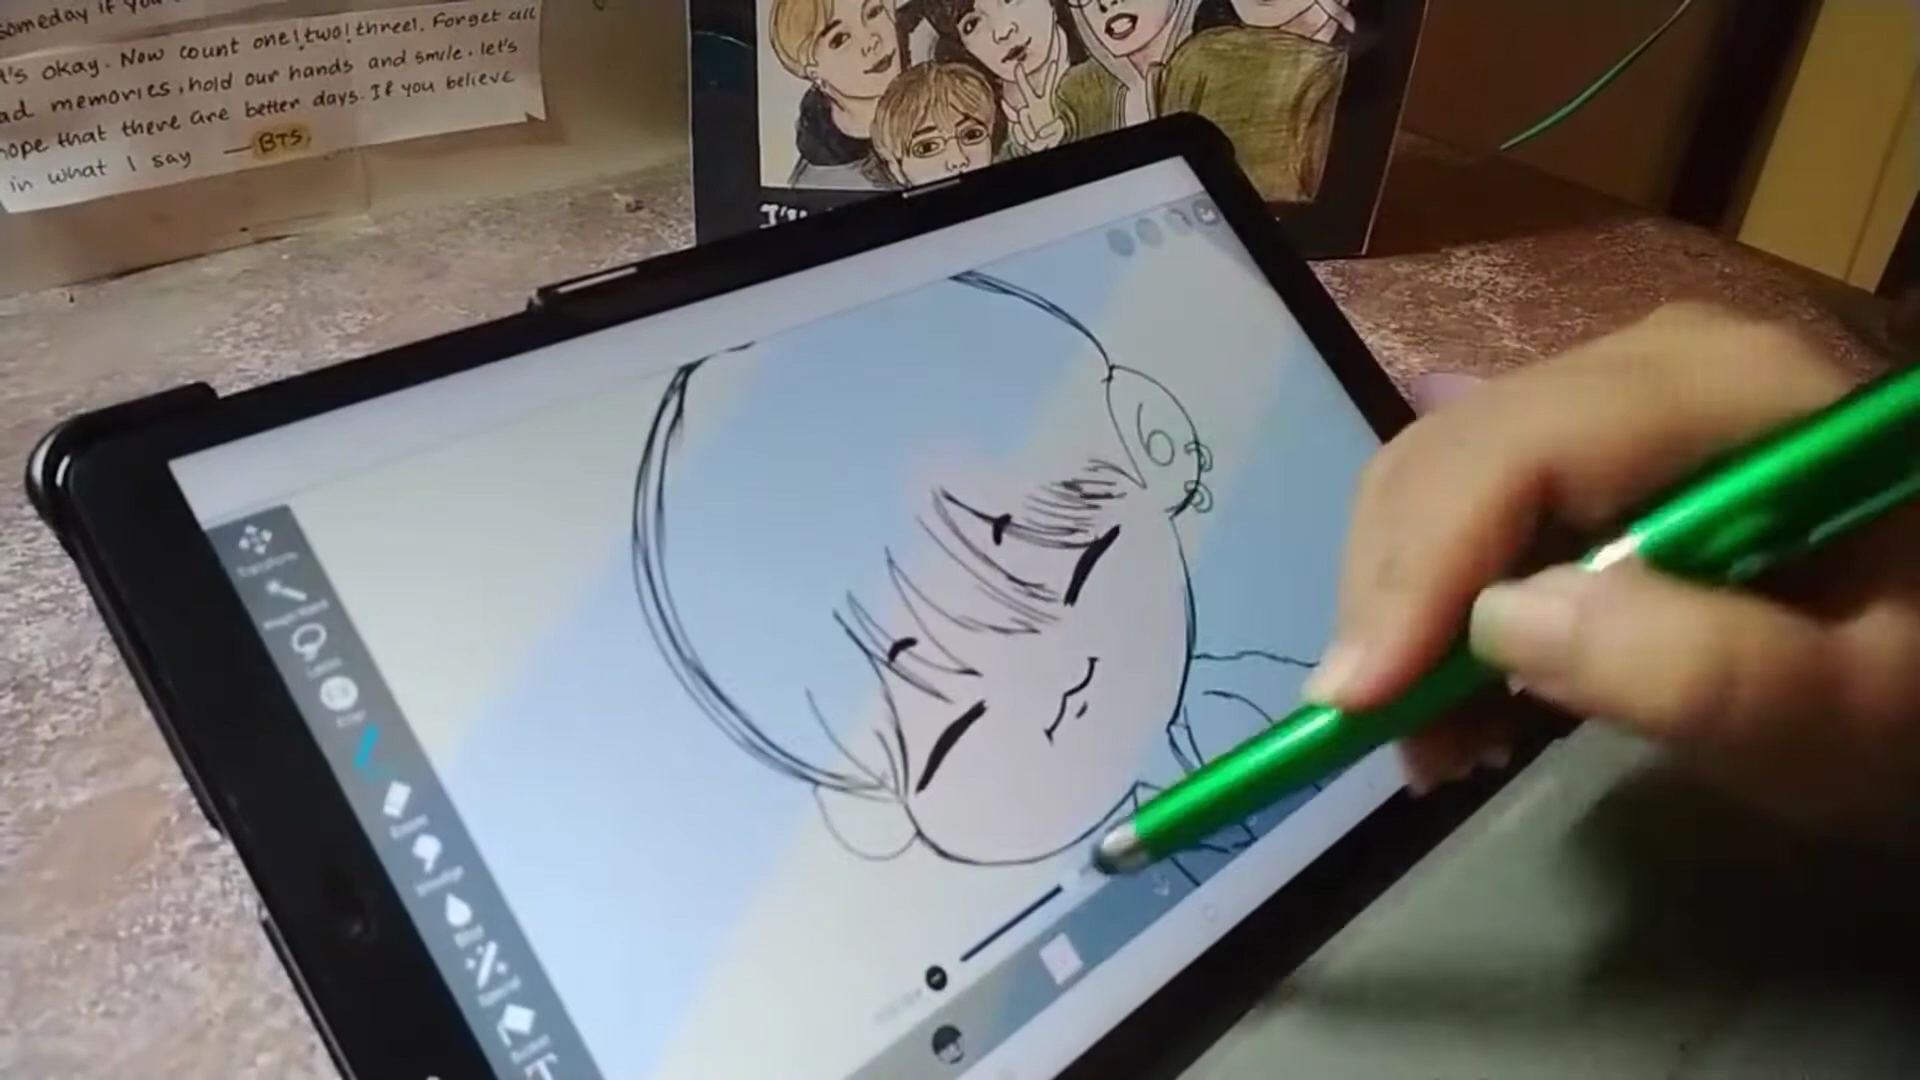 someday if you
t's okay. Now count one! two! three!. Forget all
ad memories, hold our hands and smile. let's
hope that there are better days. If you believe
in what I say — BTS.